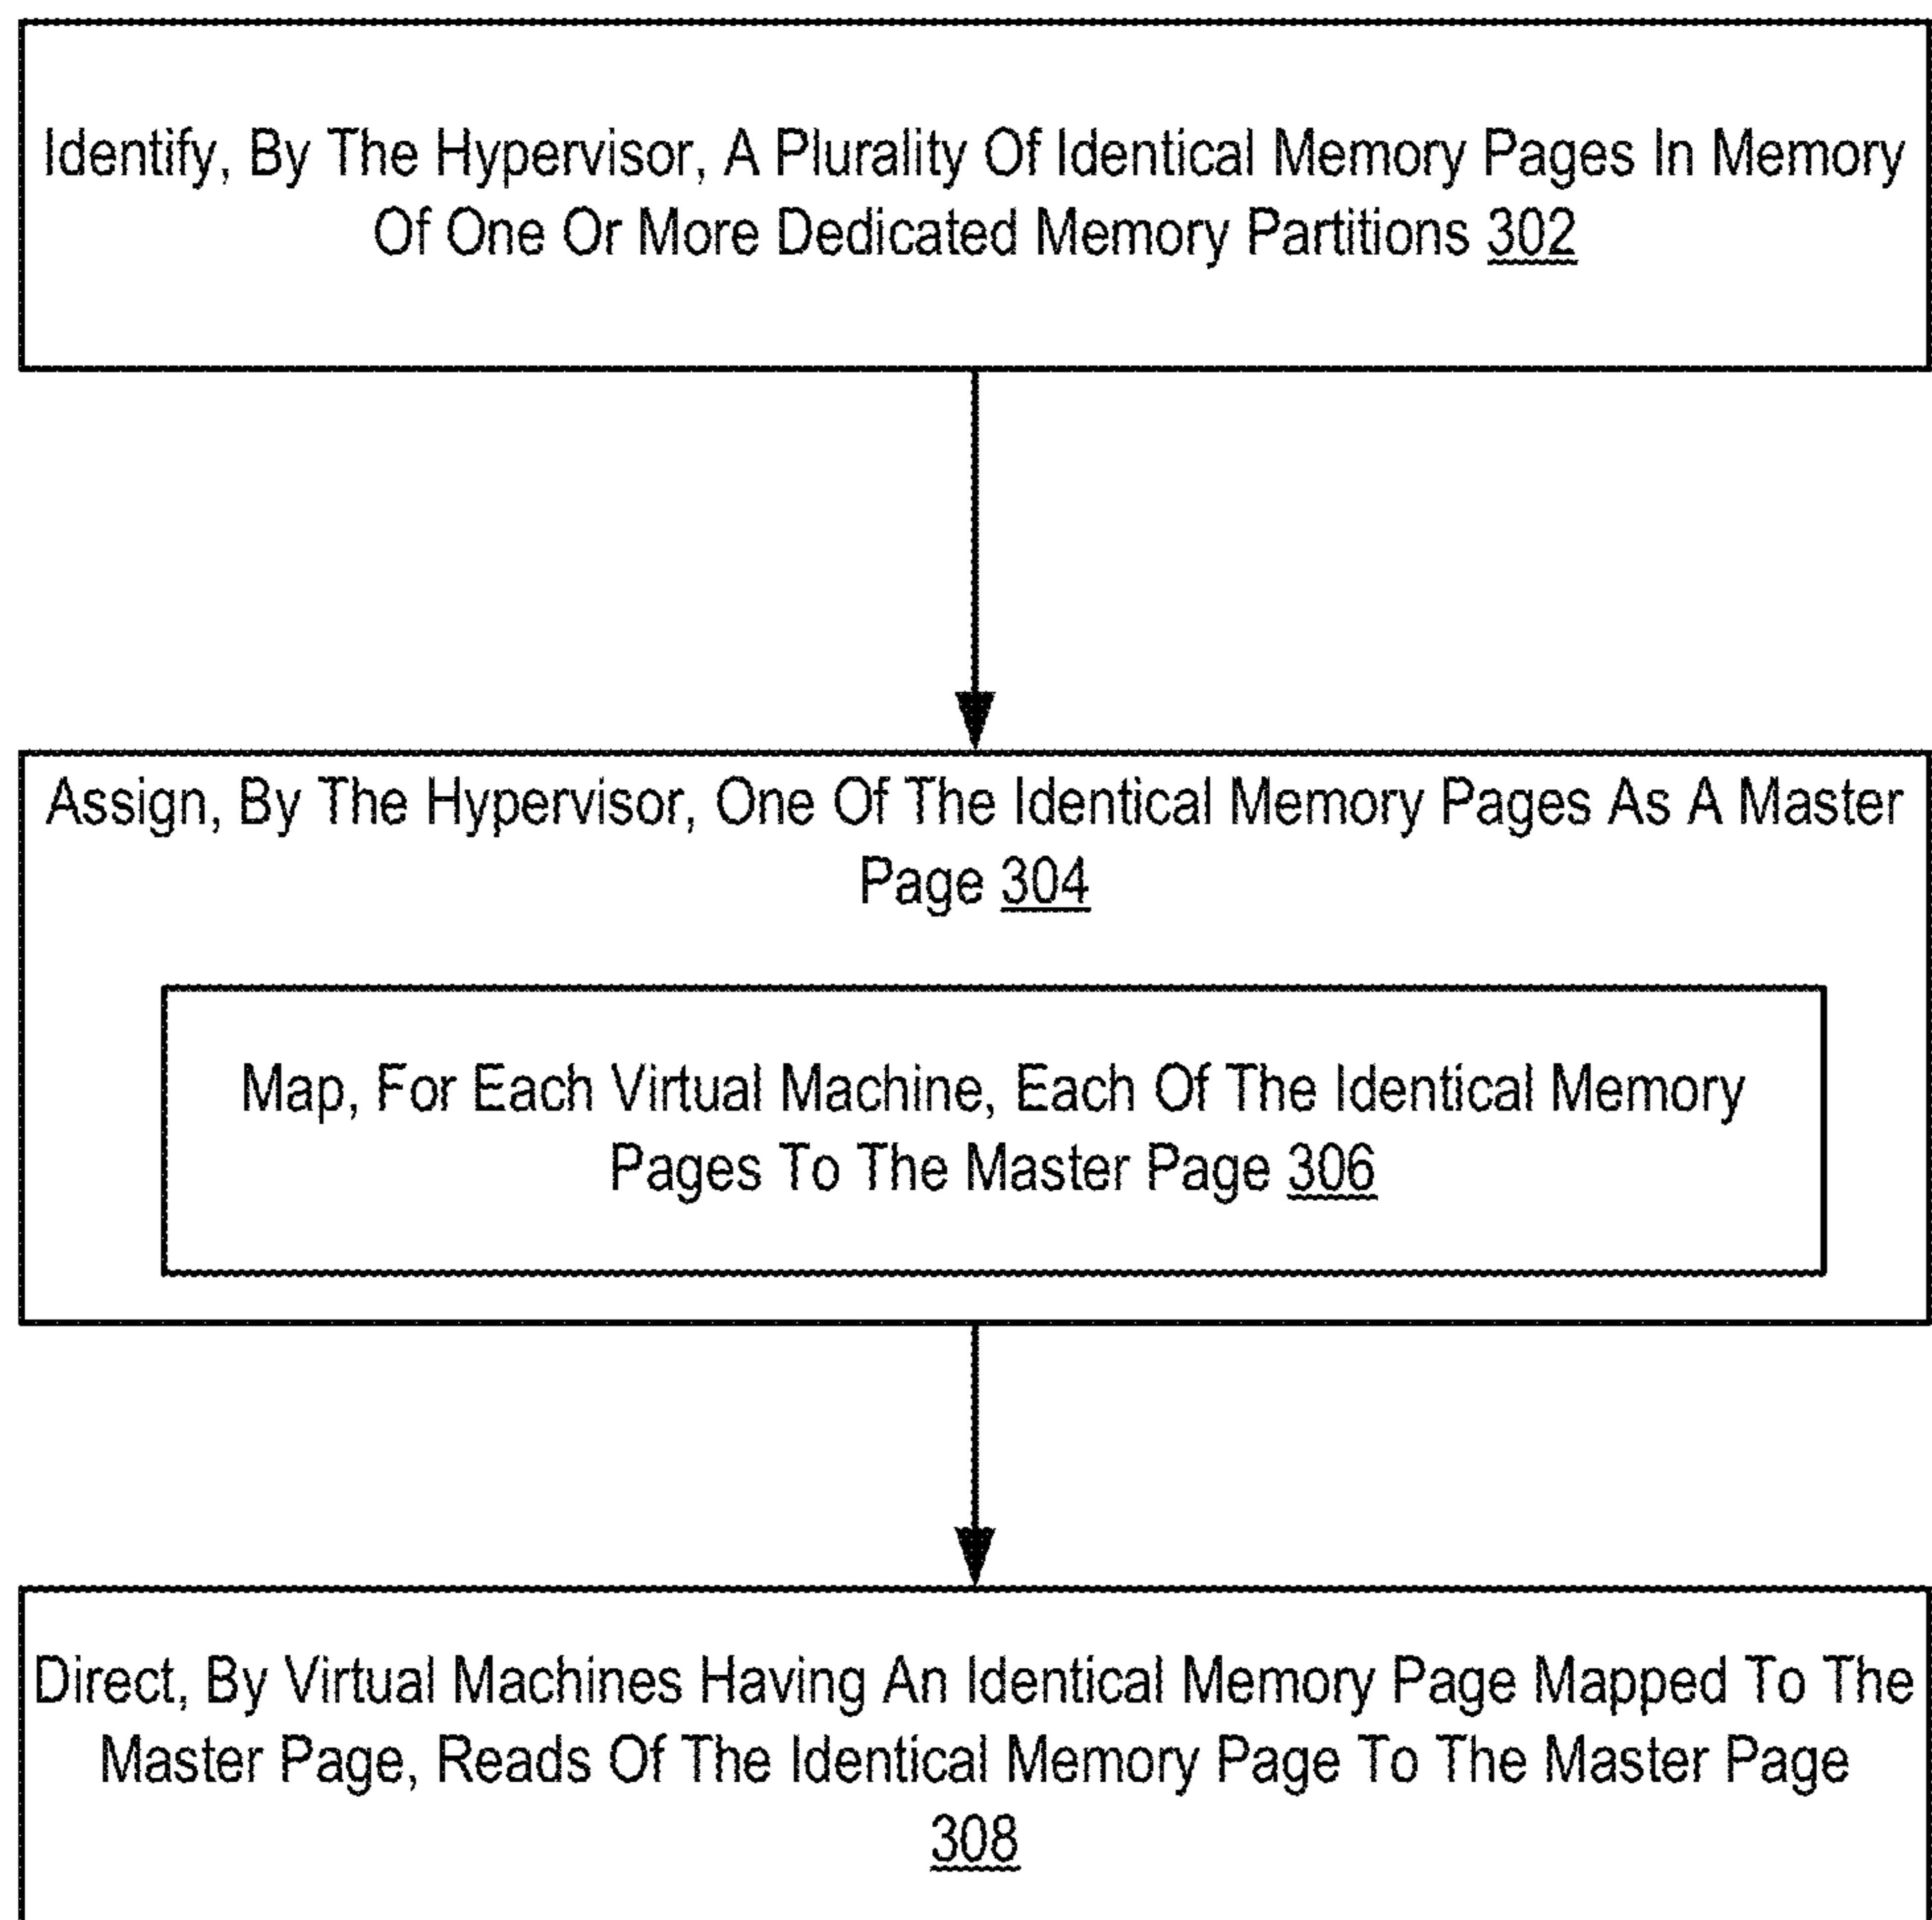 Identify, By The Hypervisor, A Plurality Of Identical Memory Pages In Memory
Of One Or More Dedicated Memory Partitions 302
Assign, By The Hypervisor, One Of The Identical Memory Pages As A Master
Page 304
Map, For Each Virtual Machine, Each Of The Identical Memory
Pages To The Master Page 306
Direct, By Virtual Machines Having An Identical Memory Page Mapped To The
Master Page, Reads Of The Identical Memory Page To The Master Page
308